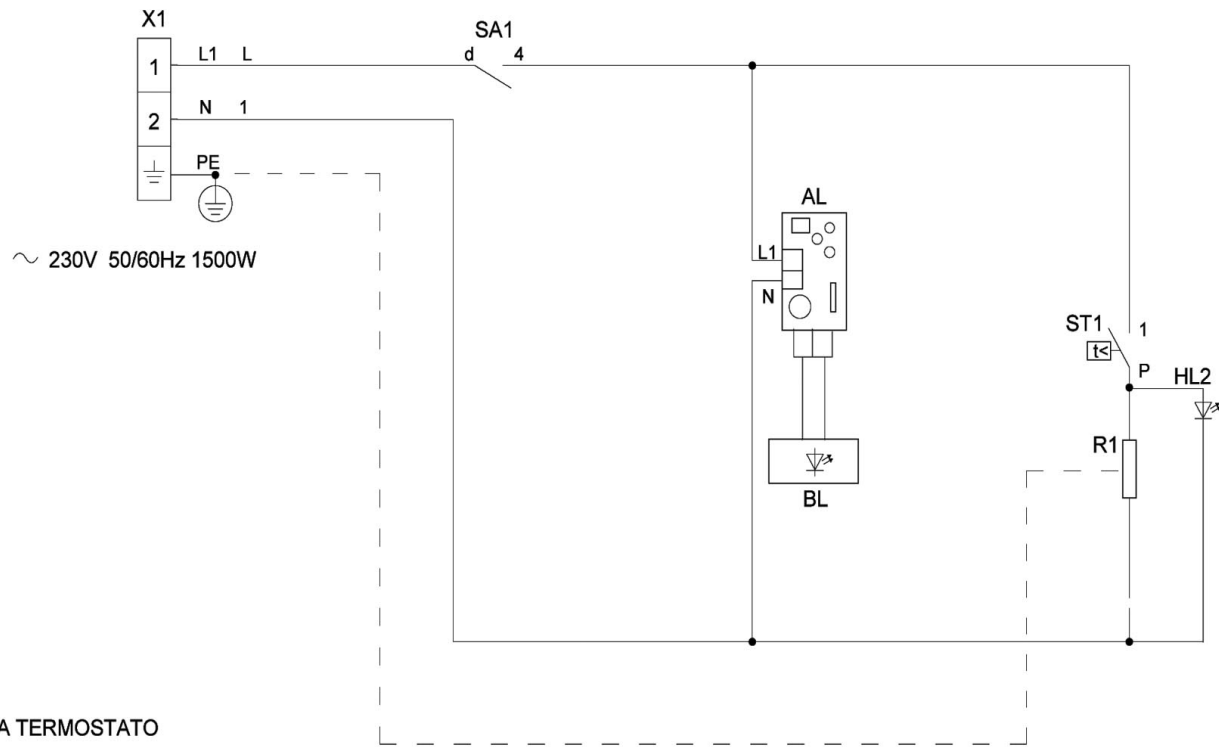 X1
SA1
1 L1 L d 4
2 N 1
PE
AL
L1
N
230V 50/60Hz 1500W
ST1 1
t<
P HL2
R1
BL
A TERMOSTATO